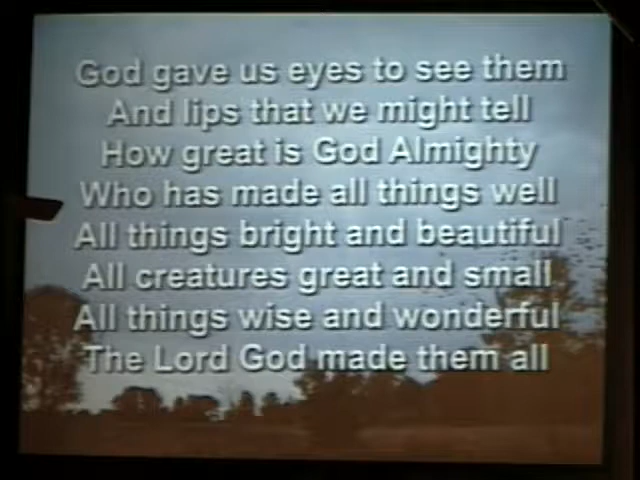 God gave us eyes to see them
And lips that we might tell
How great is God Almighty
Who has made all things well
All things bright and beautiful
All creatures great and small
All things wise and wonderful
The Lord God made them all